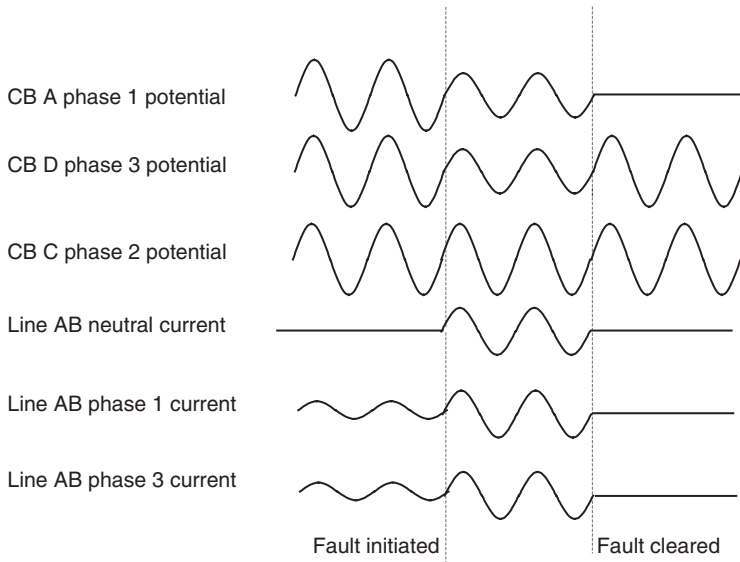 CB A phase 1 potential
CB D phase 3 potential
CB C phase 2 potential
Line AB neutral current
Line AB phase 1 current
Line AB phase 3 current
Fault initiated
Fault cleared